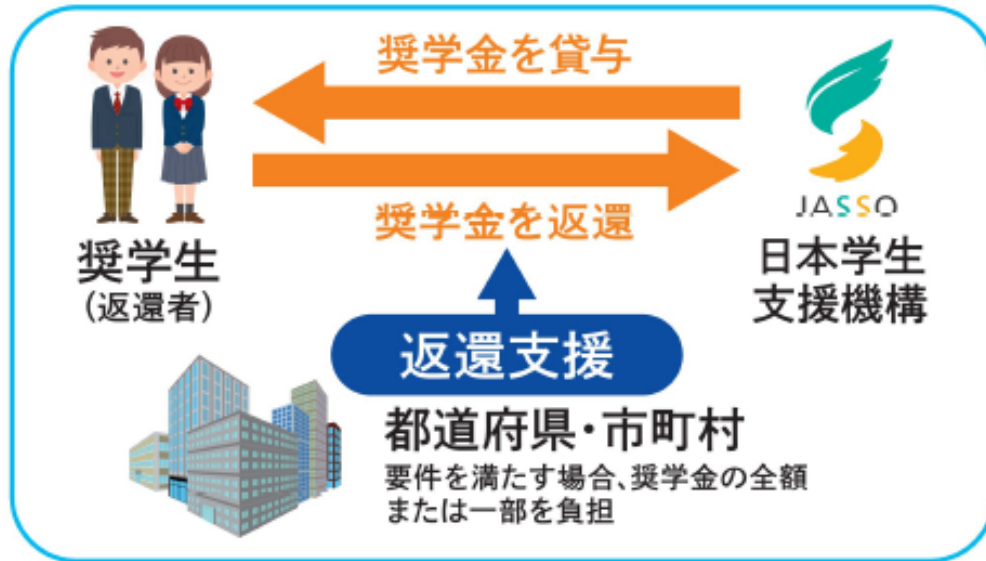 奨学金を貸与
奨学金を返還
JASSO
奨学生
(返還者)
日本学生
支援機構
返還支援
都道府県・市町村
要件を満たす場合、奨学金の全額
または一部を負担